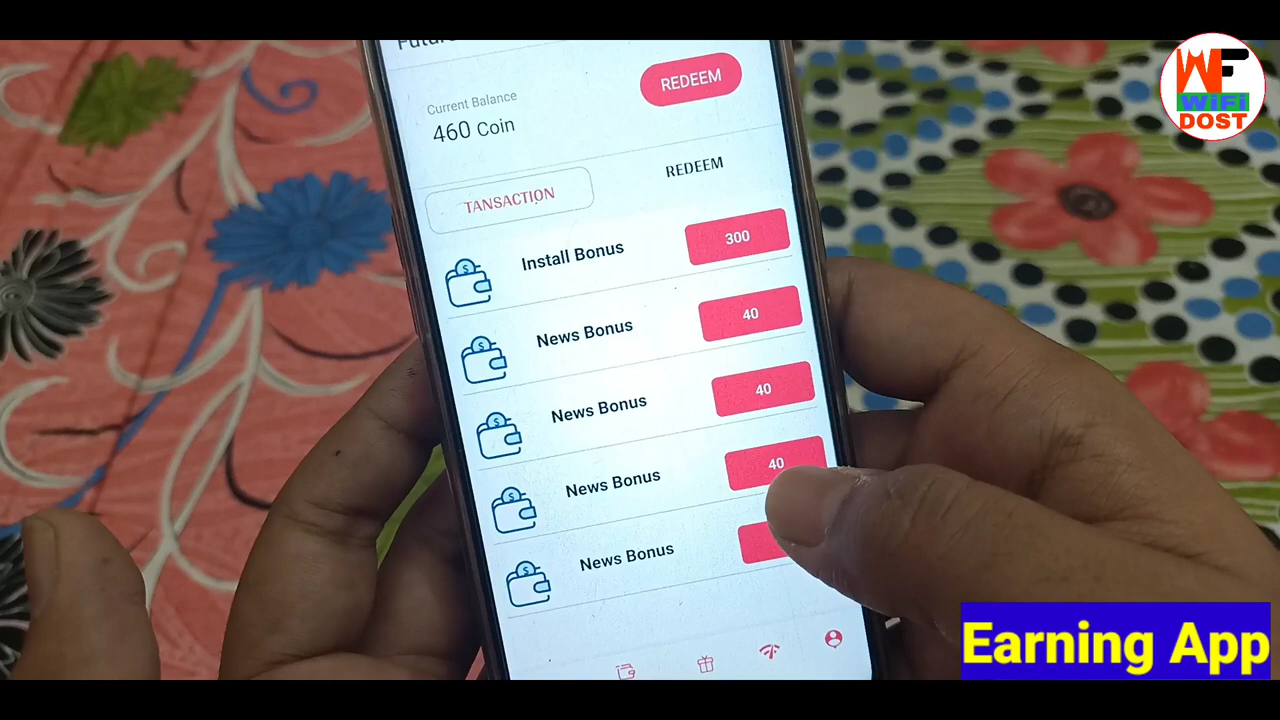 Current Balance
REDEEM
460 Coin
TANSACTION
REDEEM
Install Bonus
300
News Bonus
40
News Bonus
40
News Bonus
40
News Bonus
WF
WiFi
DOST
Earning App